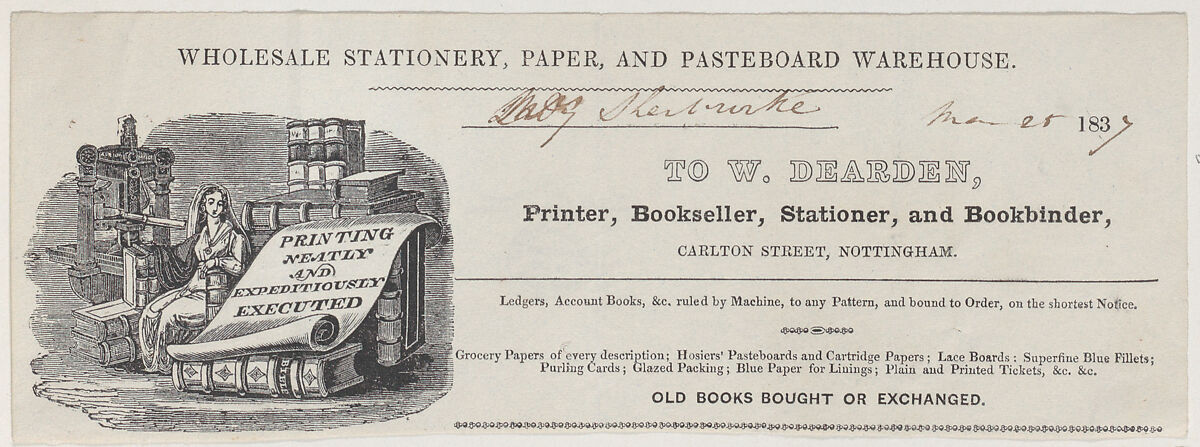 WHOLESALE STATIONERY, PAPER, AND PASTEBOARD WAREHOUSE.
Lady Sherbrooke Mar 25 1837
TO W. DEARDEN,
Printer, Bookseller, Stationer, and Bookbinder,
CARLTON STREET, NOTTINGHAM.
Ledgers, Account Books, &c. ruled by Machine, to any Pattern, and bound to Order, on the shortest Notice.
Grocery Papers of every description; Hosiers' Pasteboards and Cartridge Papers; Lace Boards: Superfine Blue Fillets;
Purling Cards; Glazed Packing; Blue Paper for Linings; Plain and Printed Tickets, &c. &c.
OLD BOOKS BOUGHT OR EXCHANGED.
PRINTING
NEATLY
AND
EXPEDITIOUSLY
EXECUTED